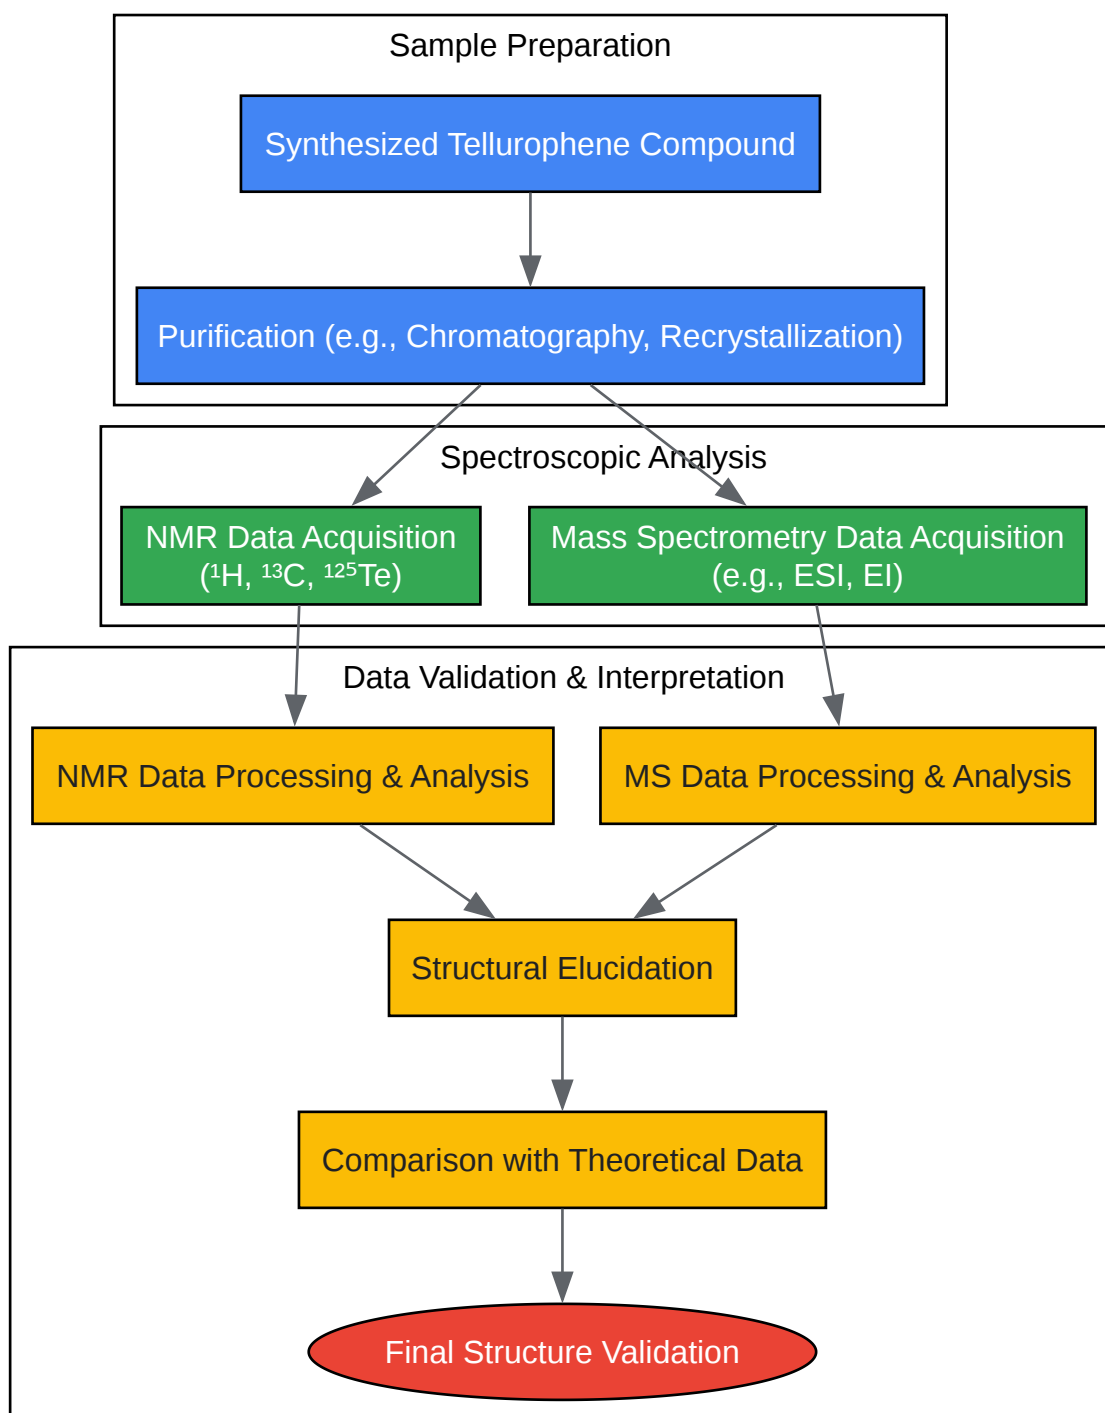 Sample Preparation
Synthesized Tellurophene Compound
Purification (e.g., Chromatography, Recrystallization)
Spectroscopic Analysis
NMR Data Acquisition
(¹H, ¹³C, ¹²⁵Te)
Mass Spectrometry Data Acquisition
(e.g., ESI, EI)
Data Validation & Interpretation
NMR Data Processing & Analysis
MS Data Processing & Analysis
Structural Elucidation
Comparison with Theoretical Data
Final Structure Validation